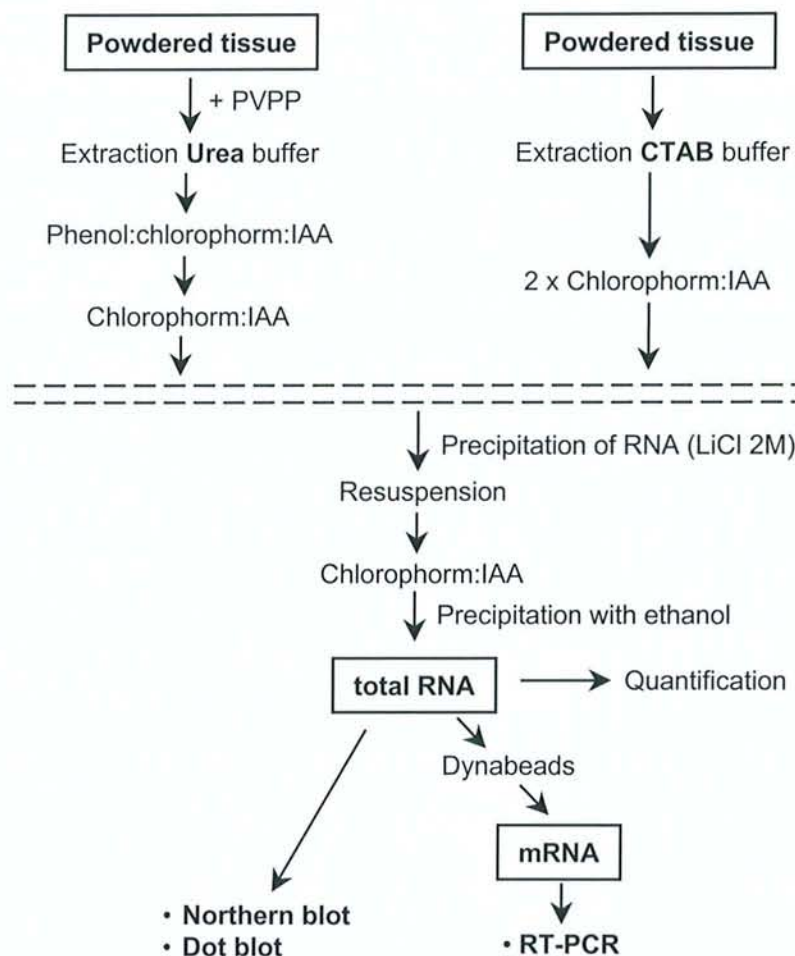 Powdered tissue
+ PVPP
Extraction Urea buffer
Phenol:chlorophorm:IAA
Chlorophorm:IAA
Powdered tissue
Extraction CTAB buffer
2 x Chlorophorm:IAA
Precipitation of RNA (LiCl 2M)
Resuspension
Chlorophorm:IAA
Precipitation with ethanol
total RNA
Quantification
Dynabeads
mRNA
• Northern blot
• Dot blot
• RT-PCR